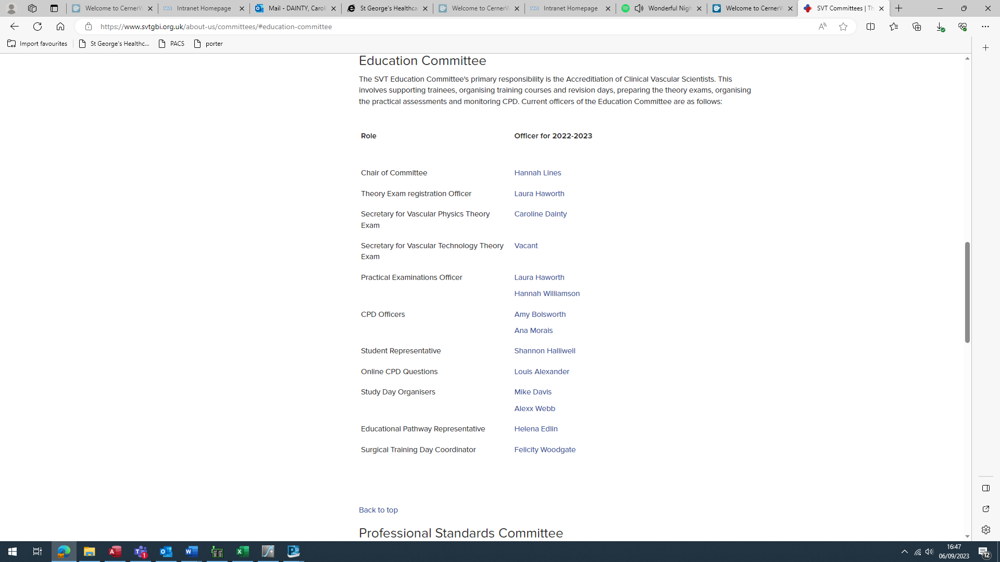 Welcome to CernerW
Intranet Homepage
Mail - DAINTY, Caroli
St George's Healthca
Welcome to CernerW
Intranet Homepage
Wonderful Nigh
Welcome to CernerW
SVT Committees | Th
https://www.svtgbi.org.uk/about-us/committees/#education-committee
Import favourites
St George's Healthc...
PACS
porter
Education Committee
The SVT Education Committee's primary responsibility is the Accreditiation of Clinical Vascular Scientists. This
involves supporting trainees, organising training courses and revision days, preparing the theory exams, organising
the practical assessments and monitoring CPD. Current officers of the Education Committee are as follows:
Role Officer for 2022-2023
Chair of Committee Hannah Lines
Theory Exam registration Officer Laura Haworth
Secretary for Vascular Physics Theory Caroline Dainty
Exam
Secretary for Vascular Technology Theory Vacant
Exam
Practical Examinations Officer Laura Haworth
Hannah Williamson
CPD Officers Amy Bolsworth
Ana Morais
Student Representative Shannon Halliwell
Online CPD Questions Louis Alexander
Study Day Organisers Mike Davis
Alexx Webb
Educational Pathway Representative Helena Edlin
Surgical Training Day Coordinator Felicity Woodgate
Back to top
Professional Standards Committee
16:47
06/09/2023
12